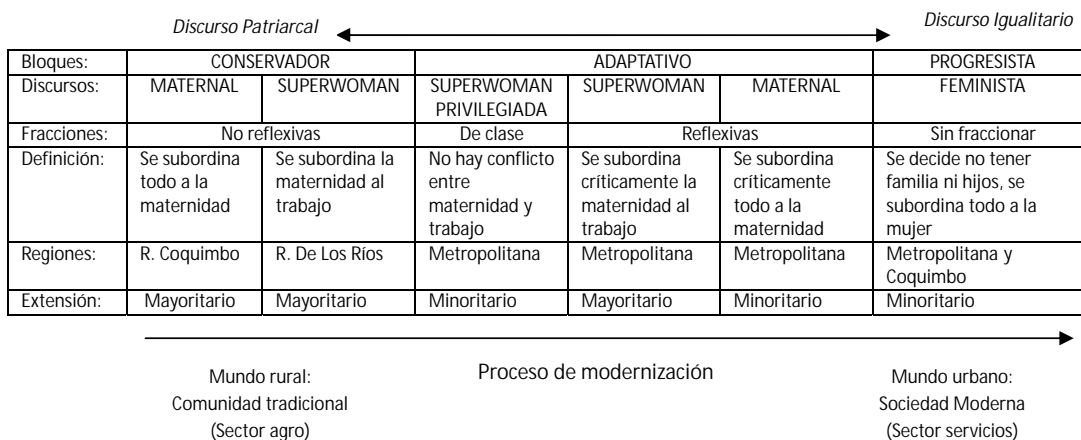 Discurso Patriarcal
Discurso Igualitario
Bloques: CONSERVADOR ADAPTATIVO PROGRESISTA
Discursos: MATERNAL SUPERWOMAN SUPERWOMAN PRIVILEGIADA SUPERWOMAN MATERNAL FEMINISTA
Fracciones: No reflexivas De clase Reflexivas Sin fraccionar
Definición: Se subordina todo a la maternidad
Se subordina la maternidad al trabajo
No hay conflicto entre maternidad y trabajo
Se subordina críticamente la maternidad al trabajo
Se subordina críticamente todo a la maternidad
Se decide no tener familia ni hijos, se subordina todo a la mujer
Regiones: R. Coquimbo R. De Los Ríos Metropolitana Metropolitana Metropolitana Metropolitana y Coquimbo
Extensión: Mayoritario Mayoritario Minoritario Mayoritario Minoritario Minoritario
Mundo rural:
Comunidad tradicional
(Sector agro)
Proceso de modernización
Mundo urbano:
Sociedad Moderna
(Sector servicios)